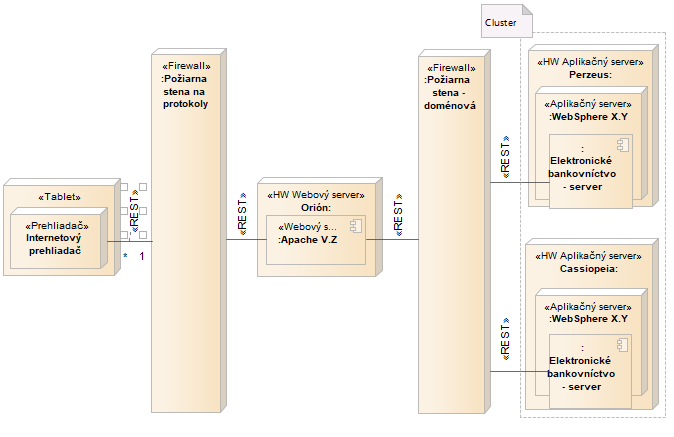 Cluster
«Firewall»
:Požiarna
stena na
protokoly
«Firewall»
:Požiarna
stena -
doménová
«HW Aplikačný server»
Perzeus:
«Aplikačný server»
:WebSphere X.Y
:
Elektronické
bankovníctvo
- server
«REST»
«Tablet»
«Prehliadač»
Internetový
prehliadač
«REST»
*
1
«REST»
«HW Webový server»
Orión:
«Webový s...
:Apache V.Z
«REST»
«HW Aplikačný server»
Cassiopeia:
«Aplikačný server»
:WebSphere X.Y
:
Elektronické
bankovníctvo
- server
«REST»